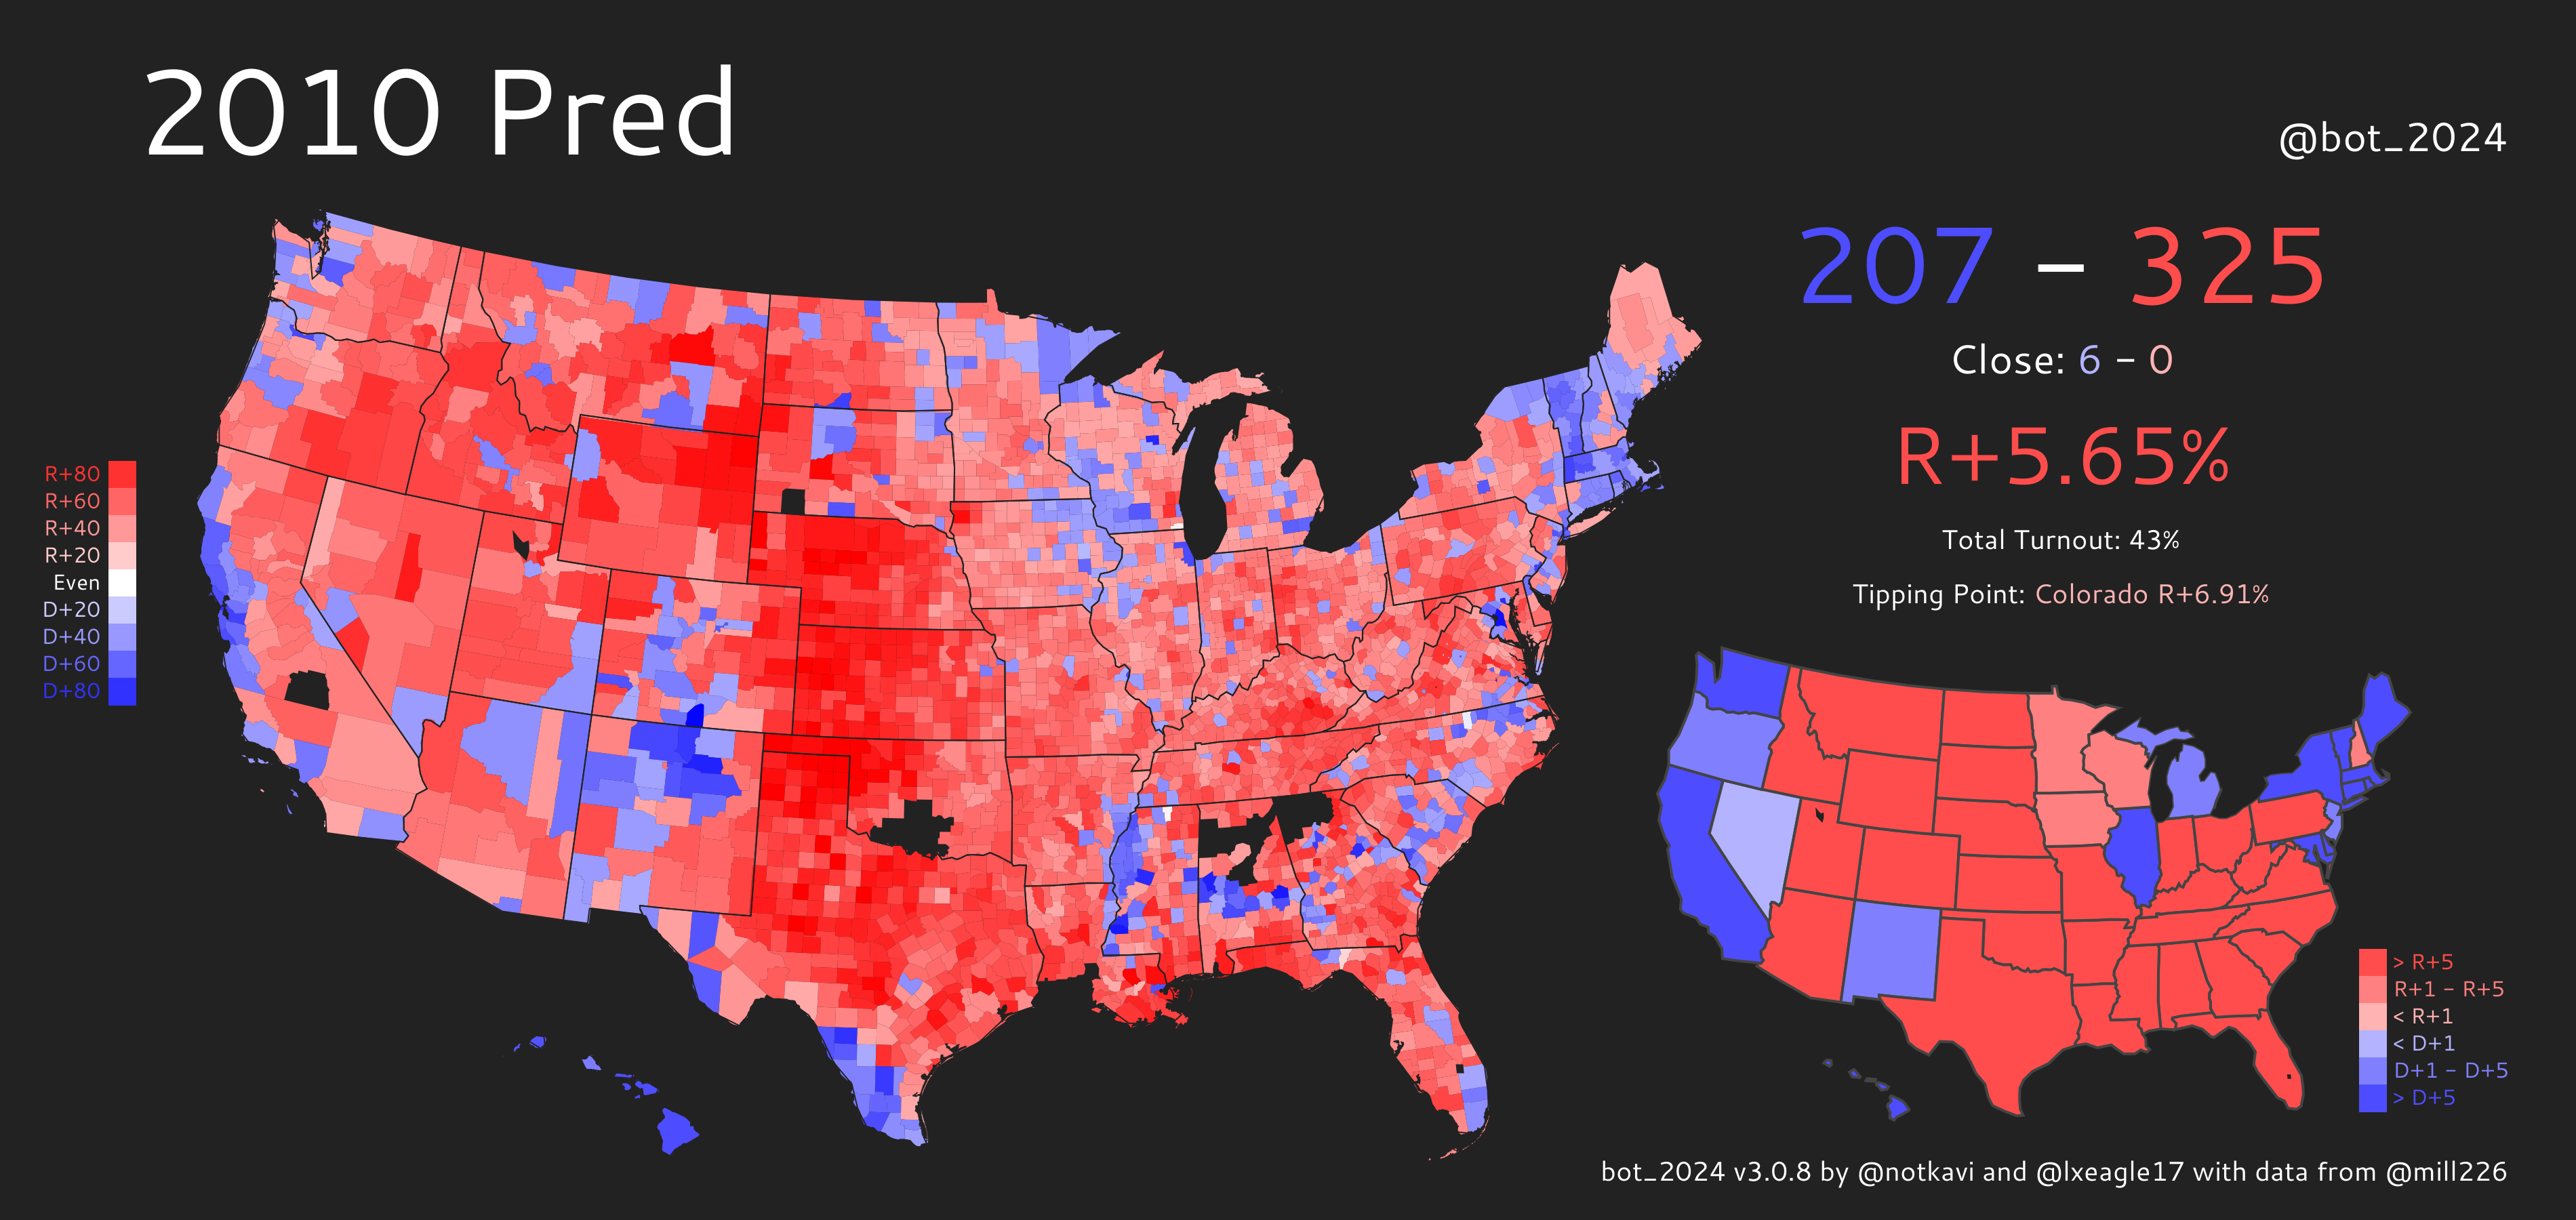 2010 Pred
@bot_2024
207 – 325
Close: 6 – 0
R+5.65%
Total Turnout: 43%
Tipping Point: Colorado R+6.91%
R+80
R+60
R+40
R+20
Even
D+20
D+40
D+60
D+80
> R+5
R+1 – R+5
< R+1
< D+1
D+1 – D+5
> D+5
bot_2024 v3.0.8 by @notkavi and @lxeagle17 with data from @mill226